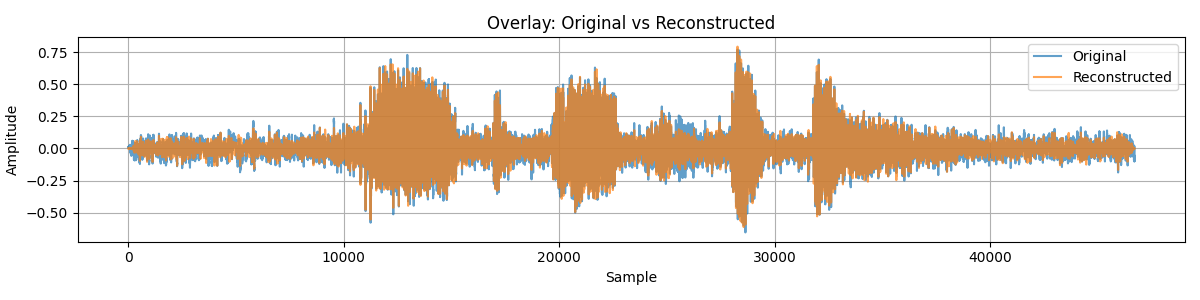 Overlay: Original vs Reconstructed
Original
Reconstructed
Amplitude
0.75
0.50
0.25
0.00
−0.25
−0.50
0 10000 20000 30000 40000
Sample